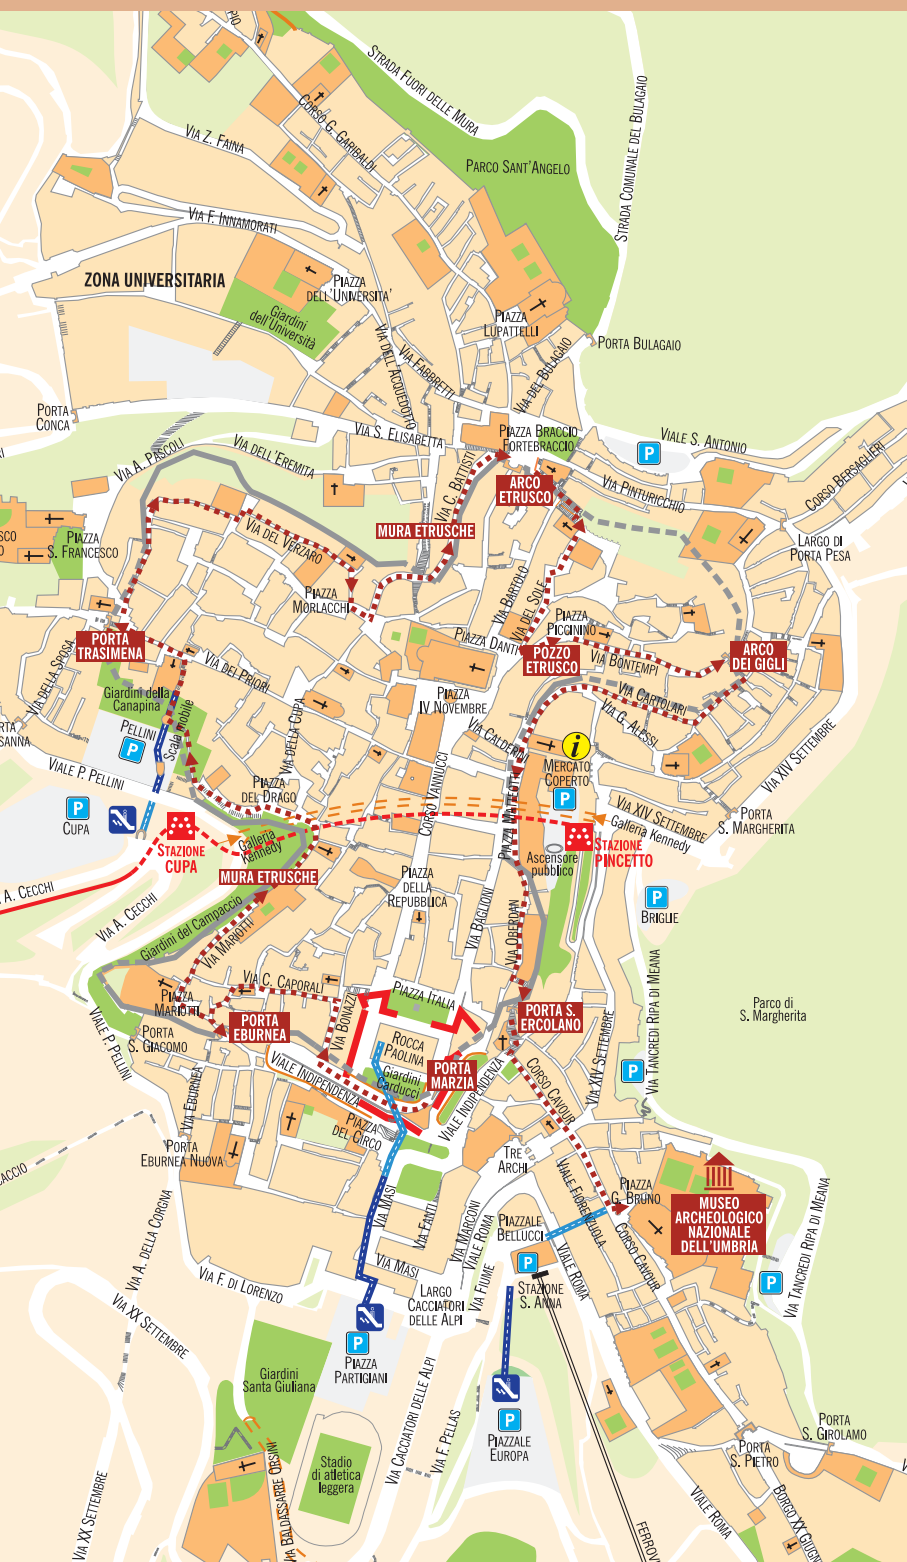 STRADA FUORI DELLE MURA
CORSO G. GARIBALDI
VIA Z. FAINA
PARCO SANT'ANGELO
STRADA COMUNALE DEL BULAGAIO
VIA F. INNAMORATI
ZONA UNIVERSITARIA
PIAZZA
DELL'UNIVERSITA'
Giardini
dell'Università
PIAZZA
LUPATTELLI
PORTA BULAGAIO
VIA DELL'ACQUEDOTTO
VIA FABBRETTI
VIA DEL BULAGAIO
PORTA
CONCA
VIA S. ELISABETTA
PIAZZA BRACCIO
FORTEBRACCIO
VIALE S. ANTONIO
P
VIA A. PASCOLI
VIA DELL'EREMITA
VIA C. BATTISTI
ARCO
ETRUSCO
VIA PINTURICCHIO
CORSO BERSAGLIERI
MURA ETRUSCHE
PIAZZA
S. FRANCESCO
VIA DEL VERZARO
LARGO DI
PORTA PESA
PIAZZA
MORLACCHI
VIA BARTOLO
VIA DEL SOLE
PIAZZA
PICCININO
PORTA
TRASIMENA
PIAZZA DANTI
POZZO
ETRUSCO
VIA BONTEMPI
ARCO
DEI GIGLI
VIA DELLA SPOSA
VIA DEI PRIORI
Giardini della
Canapina
PIAZZA
IV NOVEMBRE
VIA CARTOLARI
VIA G. ALESSI
Scala mobile
PELLINI
P
VIA DELLA CUPA
VIA CALDERINI
i
MERCATO
COPERTO
P
VIA XIV SETTEMBRE
VIALE P. PELLINI
PIAZZA
DEL DRAGO
CORSO VANNUCCI
PIAZZA MATTEOTTI
P
CUPA
STAZIONE
CUPA
Galleria
Kennedy
VIA XIV SETTEMBRE
Galleria Kennedy
PORTA
S. MARGHERITA
STAZIONE
PINCETTO
Ascensore
pubblico
MURA ETRUSCHE
PIAZZA
DELLA
REPUBBLICA
A. CECCHI
VIA A. CECCHI
P
BRIGLIE
Giardini del Campaccio
VIA MARIOTTI
VIA BAGLIONI
VIA OBERDAN
VIA C. CAPORALI
PIAZZA
MARIOTTI
PIAZZA ITALIA
PORTA S.
ERCOLANO
Parco di
S. Margherita
VIA TANCREDI RIPA DI MEANA
PORTA
EBURNEA
VIA BONAZZI
PORTA
S. GIACOMO
VIALE P. PELLINI
ROCCA
PAOLINA
Giardini
Carducci
PORTA
MARZIA
VIALE INDIPENDENZA
VIALE INDIPENDENZA
CORSO CAVOUR
VIA XIV SETTEMBRE
P
VIA EBURNEA
PIAZZA
DEL CIRCO
PORTA
EBURNEA NUOVA
TRE
ARCHI
PIAZZA
G. BRUNO
MUSEO
ARCHEOLOGICO
NAZIONALE
DELL'UMBRIA
VIA A. DELLA CORGNA
VIA MASI
VIA FANTI
VIA MARCONI
VIALE ROMA
PIAZZALE
BELLUCCI
VIALE FIORENZUOLA
CORSO CAVOUR
VIA TANCREDI RIPA DI MEANA
P
VIA MASI
VIA FIUME
P
STAZIONE
S. ANNA
VIALE ROMA
VIA F. DI LORENZO
LARGO
CACCIATORI
DELLE ALPI
VIA XX SETTEMBRE
P
PIAZZA
PARTIGIANI
Giardini
Santa Giuliana
P
PIAZZALE
EUROPA
VIA CACCIATORI DELLE ALPI
VIA F. PELLAS
PORTA
S. GIROLAMO
PORTA
S. PIETRO
Stadio
di atletica
leggera
VIA BALDASSARRE ORSINI
VIA XX SETTEMBRE
VIALE ROMA
BORGO XX GIUGNO
FERROV